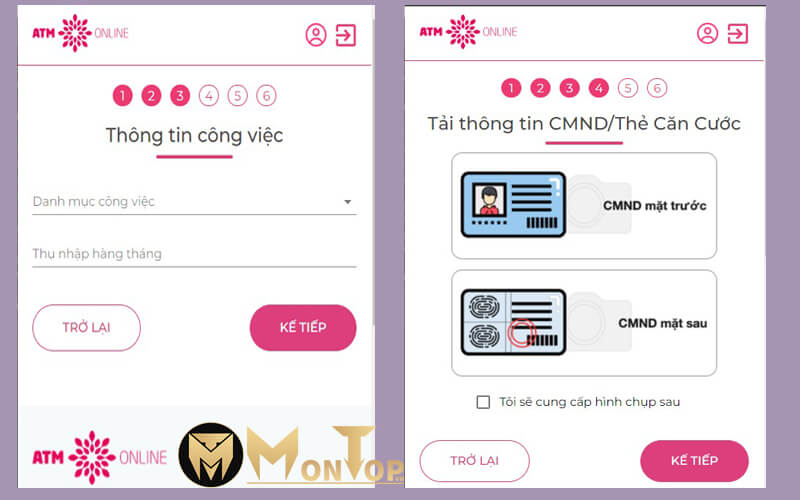 ATM ONLINE
1 2 3 4 5 6
Thông tin công việc
Danh mục công việc
Thu nhập hàng tháng
TRỞ LẠI
KẾ TIẾP
ATM ONLINE
MONTOP
ATM ONLINE
1 2 3 4 5 6
Tải thông tin CMND/Thẻ Căn Cước
CMND mặt trước
CMND mặt sau
Tôi sẽ cung cấp hình chụp sau
TRỞ LẠI
KẾ TIẾP